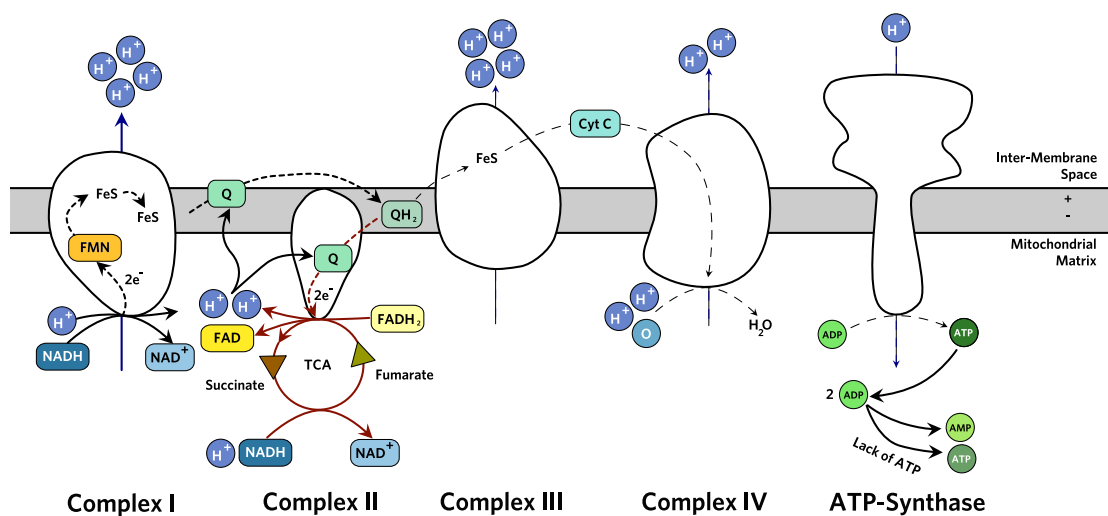 H+
H+
H+
H+
H+
H+
H+
H+
H+
H+
H+
H+
H+
Cyt C
FeS
Inter-Membrane
Space
+
-
Mitochondrial
Matrix
Q
FeS
FeS
QH2
FMN
Q
2e-
2e-
H+
H+
H+
NADH
NAD+
FAD
FADH2
TCA
Succinate
Fumarate
H+
NADH
NAD+
H+
H+
O
H2O
ADP
ATP
2 ADP
AMP
ATP
Lack of ATP
Complex I
Complex II
Complex III
Complex IV
ATP-Synthase